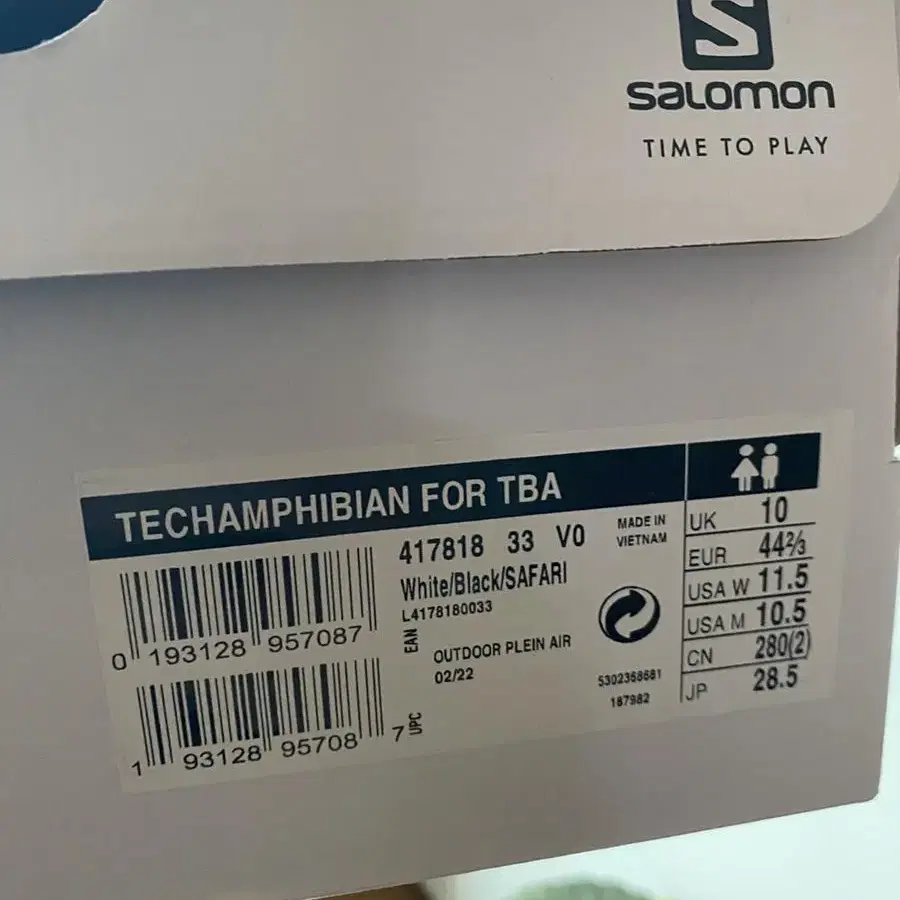 S
SALOMON
TIME TO PLAY
TECHAMPHIBIAN FOR TBA
417818 33 V0
White/Black/SAFARI
L4178180033
MADE IN
VIETNAM
EAN
0 193128 957087
OUTDOOR PLEIN AIR
02/22
UPC
1 93128 95708 7
5302368681
187982
UK 10
EUR 44⅔
USA W 11.5
USA M 10.5
CN 280(2)
JP 28.5